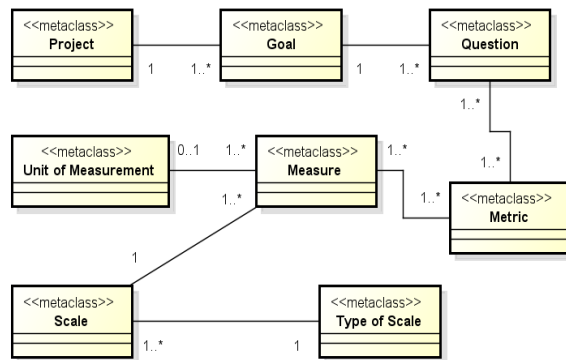 <<metaclass>>
Project
1
1..*
<<metaclass>>
Goal
1
1..*
<<metaclass>>
Question
1..*
1..*
<<metaclass>>
Unit of Measurement
0..1
1..*
<<metaclass>>
Measure
1..*
1..*
<<metaclass>>
Metric
1..*
1
<<metaclass>>
Scale
1..*
1
<<metaclass>>
Type of Scale